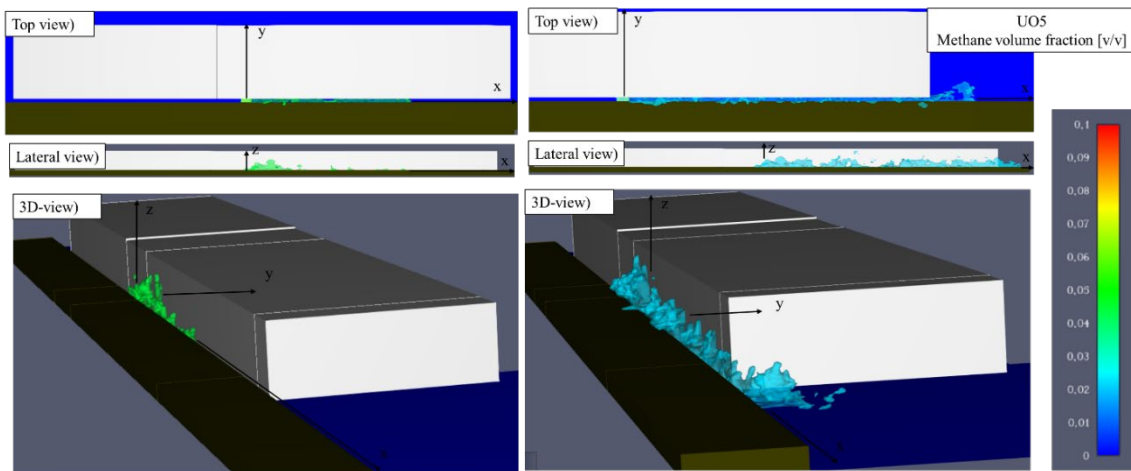 Top view)
y
x
Lateral view)
z
x
3D-view)
z
y
x
Top view)
y
x
UO5
Methane volume fraction [v/v]
Lateral view)
z
x
3D-view)
z
y
x
0,1
0,09
0,08
0,07
0,06
0,05
0,04
0,03
0,02
0,01
0